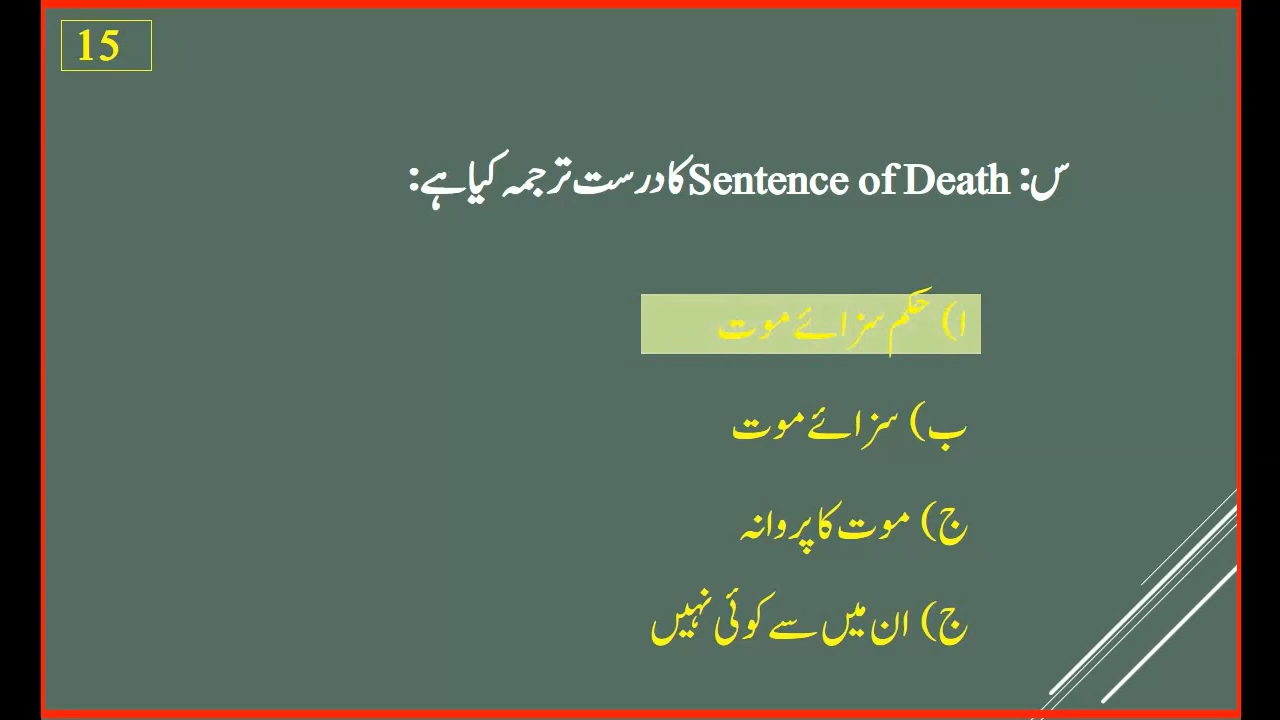 15
س: Sentence of Death کا درست ترجمہ کیا ہے:
ا) حکم سزائے موت
ب) سزائے موت
ج) موت کا پروانہ
ج) ان میں سے کوئی نہیں